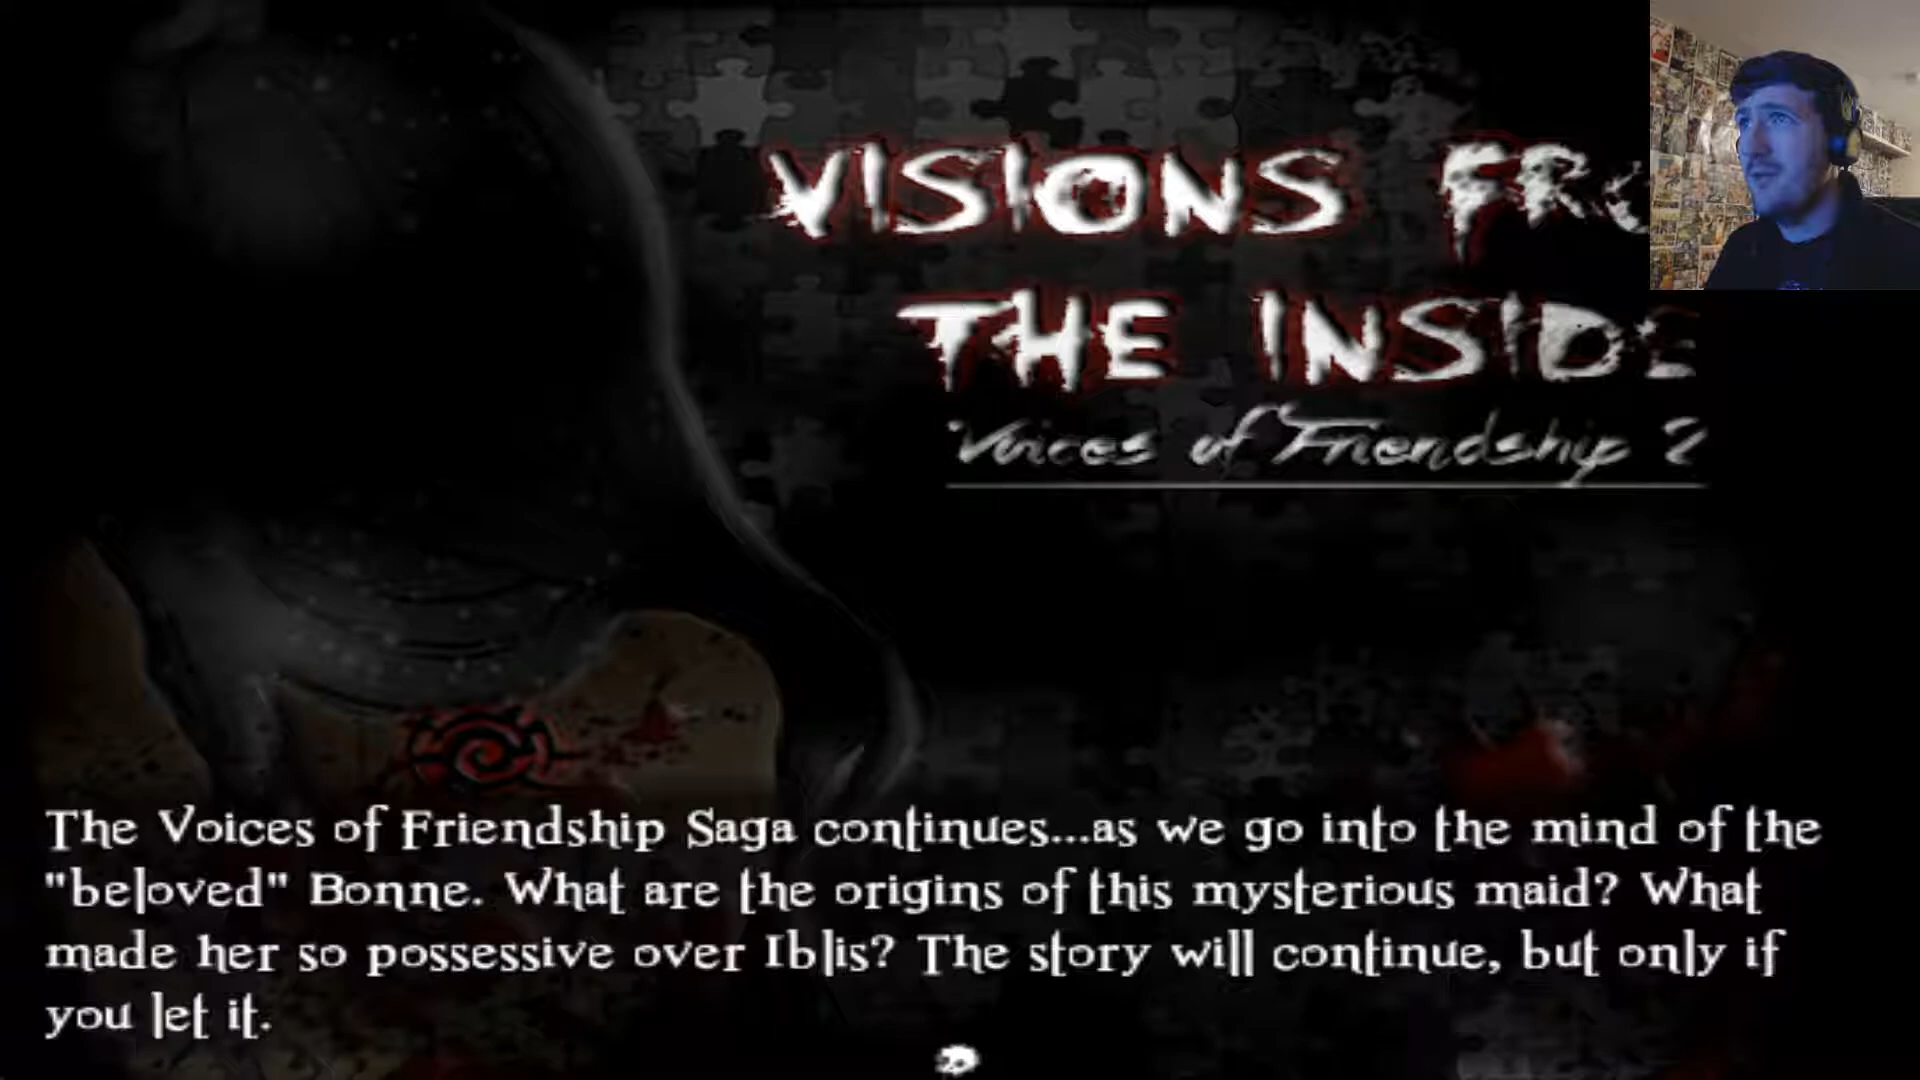 VISIONS FRO
THE INSIDE
Voices of Friendship 2
The Voices of Friendship Saga continues...as we go into the mind of the
"beloved" Bonne. What are the origins of this mysterious maid? What
made her so possessive over Iblis? The story will continue, but only if
you let it.